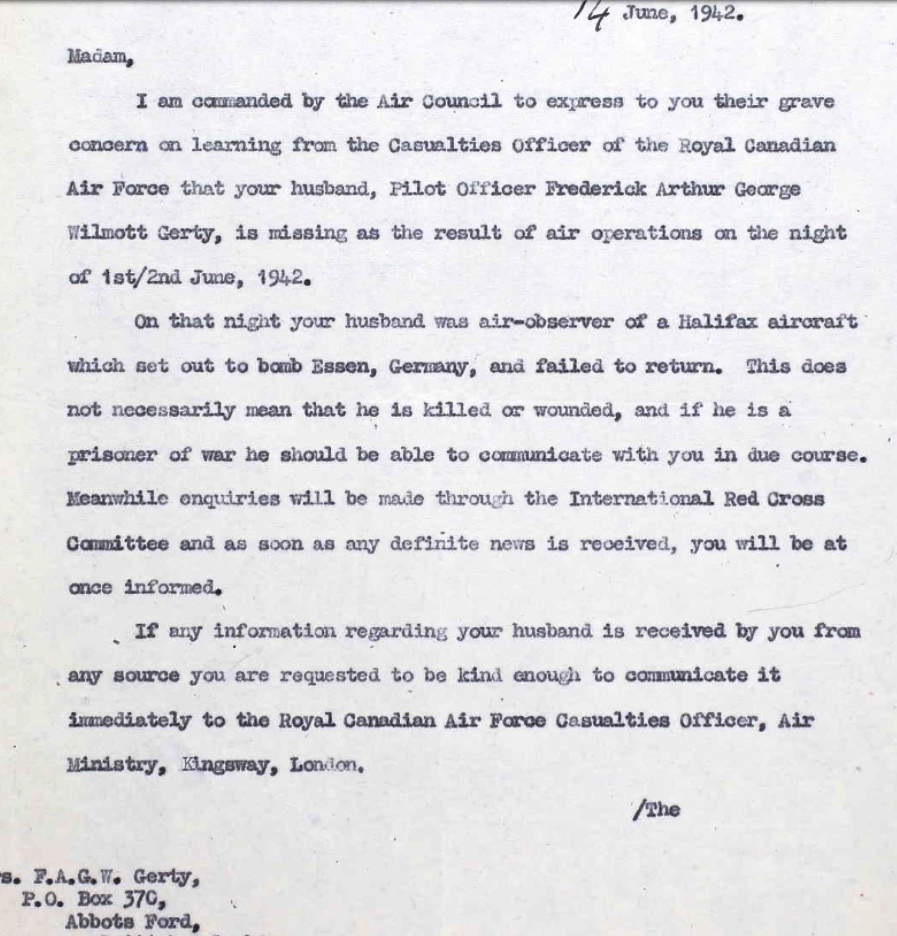 14 June, 1942.
Madam,
I am commanded by the Air Council to express to you their grave
concern on learning from the Casualties Officer of the Royal Canadian
Air Force that your husband, Pilot Officer Frederick Arthur George
Wilmott Gerty, is missing as the result of air operations on the night
of 1st/2nd June, 1942.
On that night your husband was air-observer of a Halifax aircraft
which set out to bomb Essen, Germany, and failed to return. This does
not necessarily mean that he is killed or wounded, and if he is a
prisoner of war he should be able to communicate with you in due course.
Meanwhile enquiries will be made through the International Red Cross
Committee and as soon as any definite news is received, you will be at
once informed.
If any information regarding your husband is received by you from
any source you are requested to be kind enough to communicate it
immediately to the Royal Canadian Air Force Casualties Officer, Air
Ministry, Kingsway, London.
/The
s. F.A.G.W. Gerty,
P.O. Box 370,
Abbots Ford,